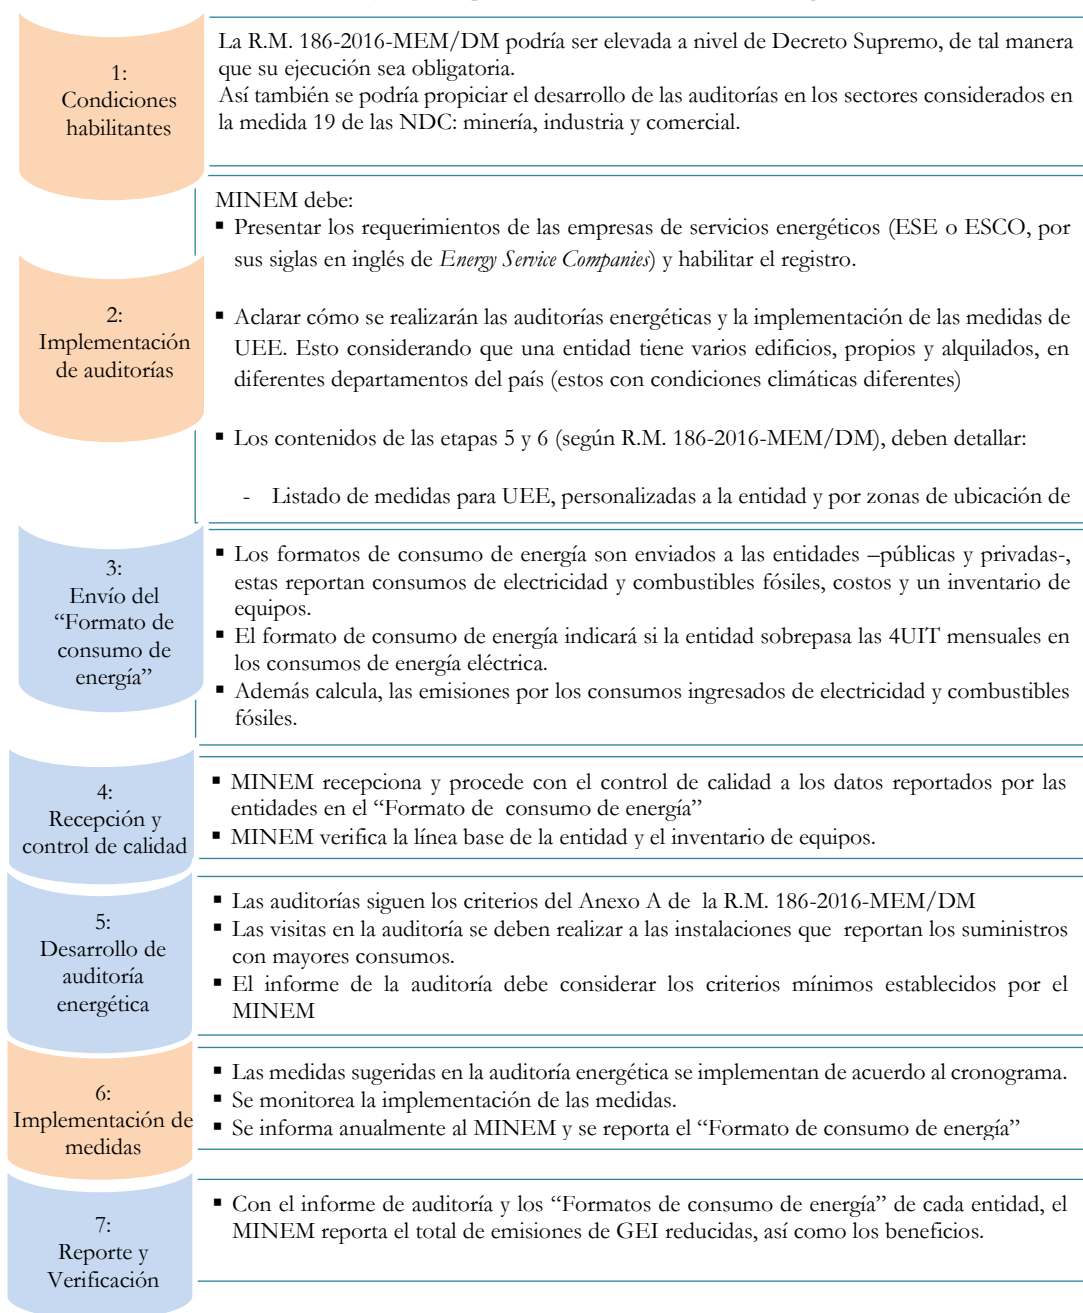 1:
Condiciones
habilitantes
La R.M. 186-2016-MEM/DM podría ser elevada a nivel de Decreto Supremo, de tal manera
que su ejecución sea obligatoria.
Así también se podría propiciar el desarrollo de las auditorías en los sectores considerados en
la medida 19 de las NDC: minería, industria y comercial.
2:
Implementación
de auditorías
MINEM debe:
▪ Presentar los requerimientos de las empresas de servicios energéticos (ESE o ESCO, por
sus siglas en inglés de Energy Service Companies) y habilitar el registro.
▪ Aclarar cómo se realizarán las auditorías energéticas y la implementación de las medidas de
UEE. Esto considerando que una entidad tiene varios edificios, propios y alquilados, en
diferentes departamentos del país (estos con condiciones climáticas diferentes)
▪ Los contenidos de las etapas 5 y 6 (según R.M. 186-2016-MEM/DM), deben detallar:
- Listado de medidas para UEE, personalizadas a la entidad y por zonas de ubicación de
3:
Envío del
“Formato de
consumo de
energía”
▪ Los formatos de consumo de energía son enviados a las entidades –públicas y privadas-,
estas reportan consumos de electricidad y combustibles fósiles, costos y un inventario de
equipos.
▪ El formato de consumo de energía indicará si la entidad sobrepasa las 4UIT mensuales en
los consumos de energía eléctrica.
▪ Además calcula, las emisiones por los consumos ingresados de electricidad y combustibles
fósiles.
4:
Recepción y
control de calidad
▪ MINEM recepciona y procede con el control de calidad a los datos reportados por las
entidades en el “Formato de consumo de energía”
▪ MINEM verifica la línea base de la entidad y el inventario de equipos.
5:
Desarrollo de
auditoría
energética
▪ Las auditorías siguen los criterios del Anexo A de la R.M. 186-2016-MEM/DM
▪ Las visitas en la auditoría se deben realizar a las instalaciones que reportan los suministros
con mayores consumos.
▪ El informe de la auditoría debe considerar los criterios mínimos establecidos por el
MINEM
6:
Implementación de
medidas
▪ Las medidas sugeridas en la auditoría energética se implementan de acuerdo al cronograma.
▪ Se monitorea la implementación de las medidas.
▪ Se informa anualmente al MINEM y se reporta el “Formato de consumo de energía”
7:
Reporte y
Verificación
▪ Con el informe de auditoría y los “Formatos de consumo de energía” de cada entidad, el
MINEM reporta el total de emisiones de GEI reducidas, así como los beneficios.